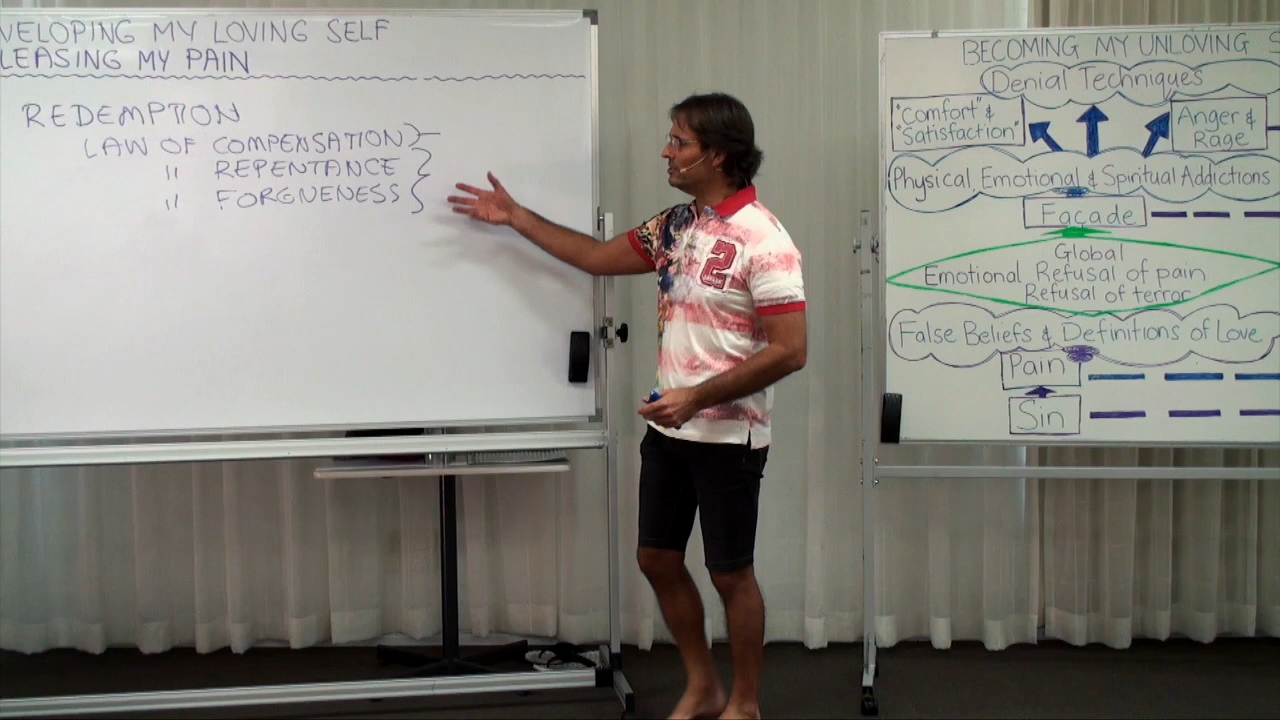 VELOPING MY LOVING SELF
LEASING MY PAIN
REDEMPTION
LAW OF COMPENSATION
" REPENTANCE
" FORGIVENESS
2
BECOMING MY UNLOVING S
Denial Techniques
"Comfort" &
"Satisfaction"
Anger &
Rage
Physical Emotional & Spiritual Addictions
Façade
Global
Emotional Refusal of pain
Refusal of terror
False Beliefs & Definitions of Love
Pain
Sin